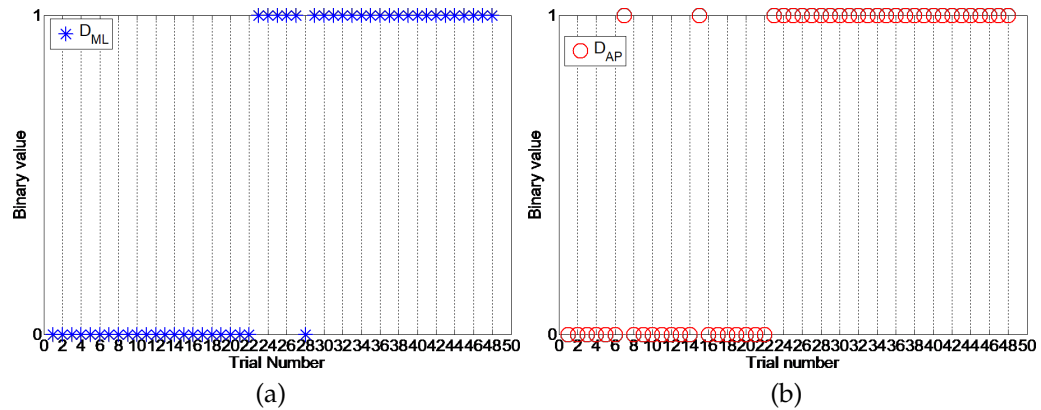 1
D_ML
Binary value
0
0 2 4 6 8 10 12 14 16 18 20 22 24 26 28 30 32 34 36 38 40 42 44 46 48 50
Trial Number
(a)
1
D_AP
Binary value
0
0 2 4 6 8 10 12 14 16 18 20 22 24 26 28 30 32 34 36 38 40 42 44 46 48 50
Trial number
(b)